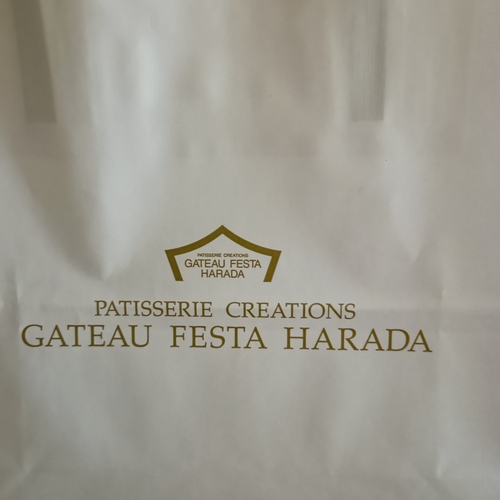 PATISSERIE CREATIONS
GATEAU FESTA
HARADA
PATISSERIE CREATIONS
GATEAU FESTA HARADA